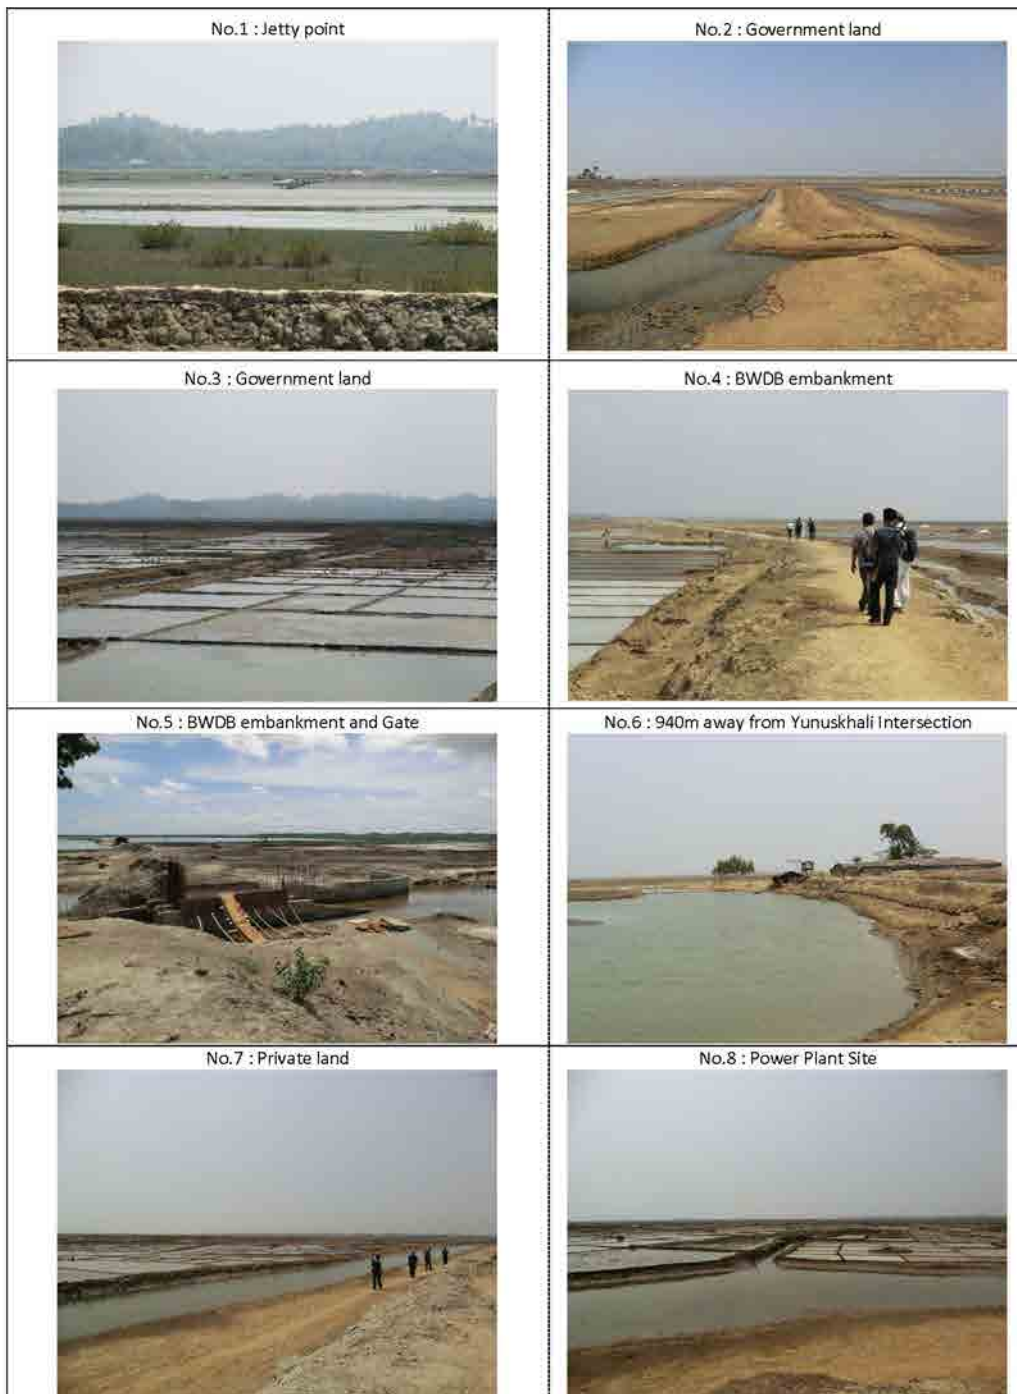 No.1 : Jetty point
No.2 : Government land
No.3 : Government land
No.4 : BWDB embankment
No.5 : BWDB embankment and Gate
No.6 : 940m away from Yunuskhali Intersection
No.7 : Private land
No.8 : Power Plant Site